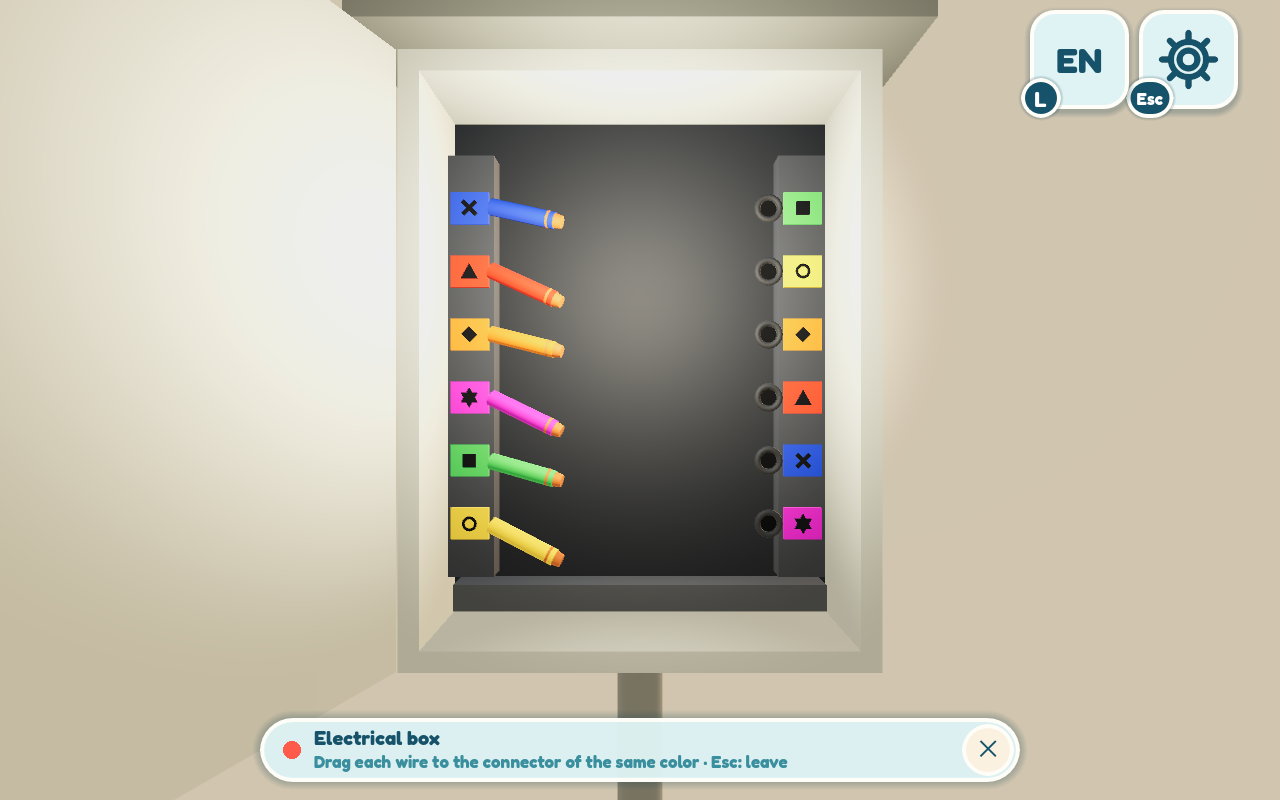 EN
L
Esc
Electrical box
Drag each wire to the connector of the same color · Esc: leave